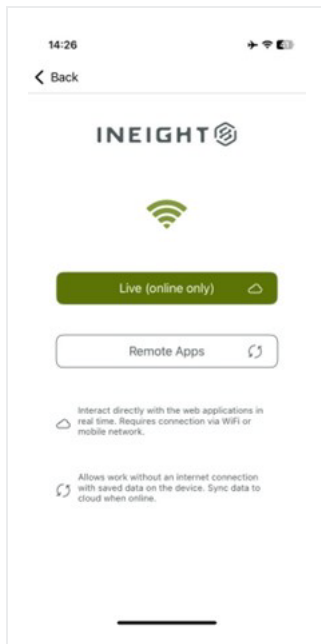 14:26
Back
INEIGHT
Live (online only)
Remote Apps
Interact directly with the web applications in
real time. Requires connection via WiFi or
mobile network.
Allows work without an internet connection
with saved data on the device. Sync data to
cloud when online.